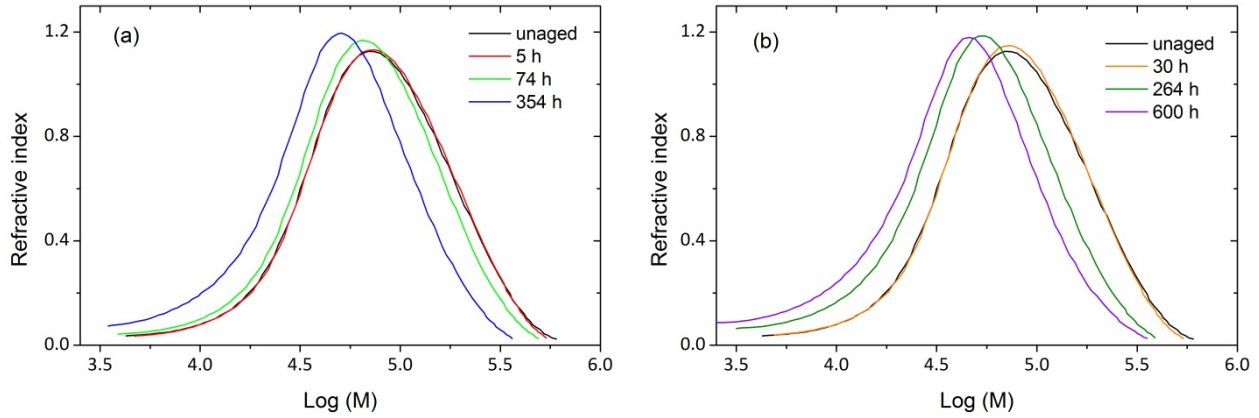 (a)
unaged
5 h
74 h
354 h
Refractive index
1.2
0.8
0.4
0.0
3.5 4.0 4.5 5.0 5.5 6.0
Log (M)
(b)
unaged
30 h
264 h
600 h
Refractive index
1.2
0.8
0.4
0.0
3.5 4.0 4.5 5.0 5.5 6.0
Log (M)